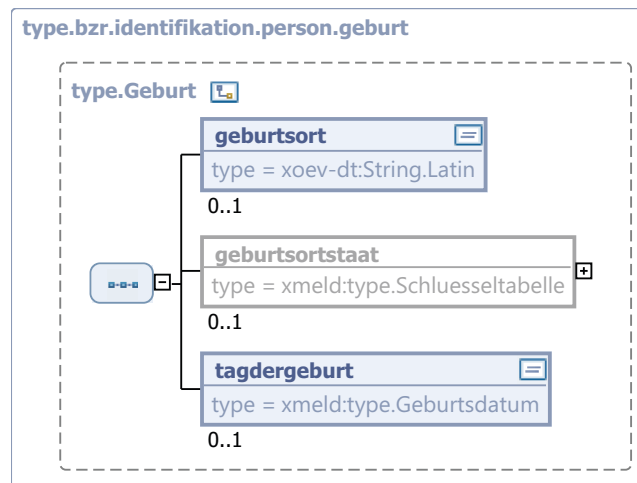 type.bzr.identifikation.person.geburt
type.Geburt
geburtsort
type = xoev-dt:String.Latin
0..1
geburtsortstaat
type = xmeld:type.Schluesseltabelle
0..1
tagdergeburt
type = xmeld:type.Geburtsdatum
0..1